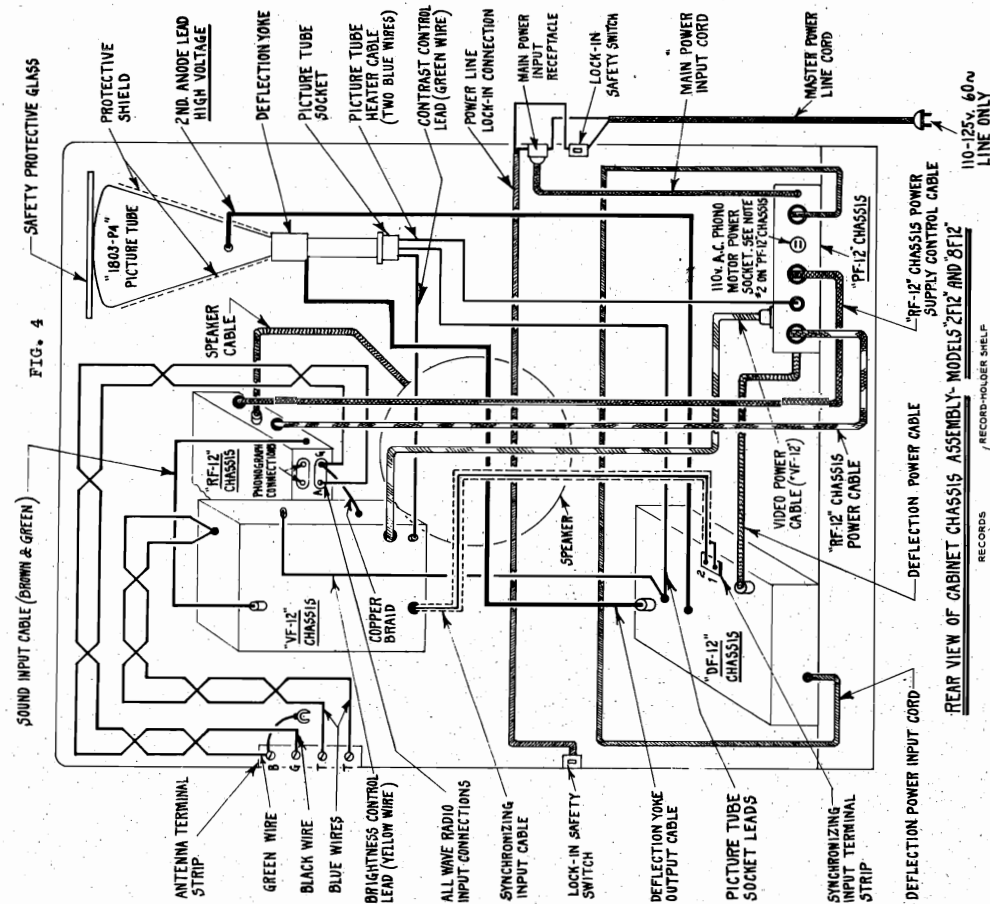 FIG. 4
SAFETY PROTECTIVE GLASS
PROTECTIVE
SHIELD
2ND. ANODE LEAD
HIGH VOLTAGE
DEFLECTION YOKE
PICTURE TUBE
SOCKET
PICTURE TUBE
HEATER CABLE
(TWO BLUE WIRES)
CONTRAST CONTROL
LEAD (GREEN WIRE)
POWER LINE
LOCK-IN CONNECTION
MAIN POWER
INPUT
RECEPTACLE
LOCK-IN
SAFETY SWITCH
MAIN POWER
INPUT CORD
MASTER POWER
LINE CORD
110-125V. 60~
LINE ONLY
SOUND INPUT CABLE (BROWN & GREEN)
"1803-P4"
PICTURE TUBE
SPEAKER
CABLE
"RF-12"
CHASSIS
PHONOGRAPH
CONNECTIONS
A
G
"VF-12"
CHASSIS
COPPER
BRAID
SPEAKER
110V. A.C. PHONO
MOTOR POWER
SOCKET. SEE NOTE
#2 ON "PF-12" CHASSIS
"PF-12" CHASSIS
"RF-12" CHASSIS POWER
SUPPLY CONTROL CABLE
VIDEO POWER
CABLE ("VF-12")
"RF-12" CHASSIS
POWER CABLE
2
1
"DF-12"
CHASSIS
DEFLECTION POWER CABLE
B
G
T
T
ANTENNA TERMINAL
STRIP
GREEN WIRE
BLACK WIRE
BLUE WIRES
BRIGHTNESS CONTROL
LEAD (YELLOW WIRE)
ALL WAVE RADIO
INPUT CONNECTIONS
SYNCHRONIZING
INPUT CABLE
LOCK-IN SAFETY
SWITCH
DEFLECTION YOKE
OUTPUT CABLE
PICTURE TUBE
SOCKET LEADS
SYNCHRONIZING
INPUT TERMINAL
STRIP
DEFLECTION POWER INPUT CORD
REAR VIEW OF CABINET CHASSIS ASSEMBLY - MODELS "2F12" AND "8F12"
RECORDS
RECORD-HOLDER SHELF